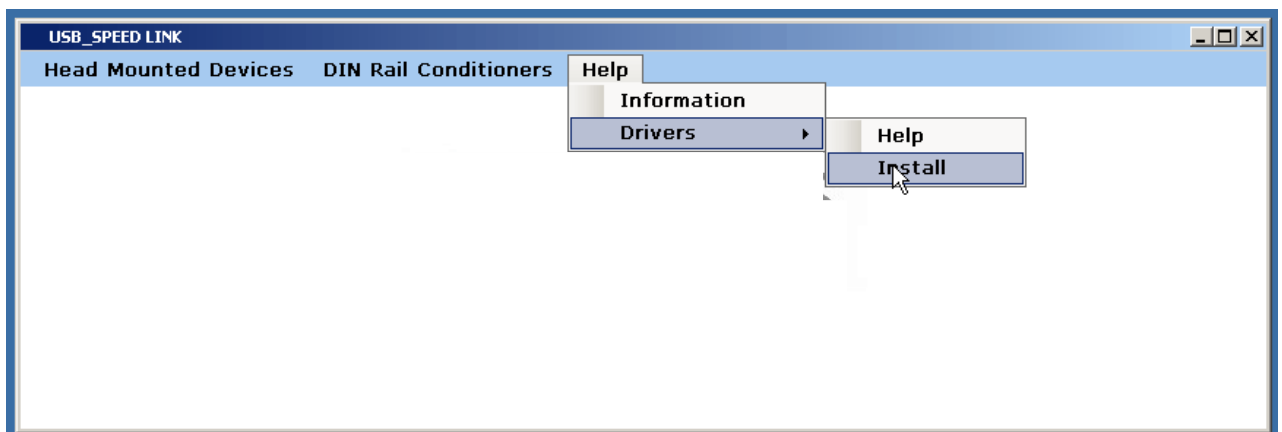 USB_SPEED LINK
Head Mounted Devices DIN Rail Conditioners Help
Information
Drivers
Help
Install